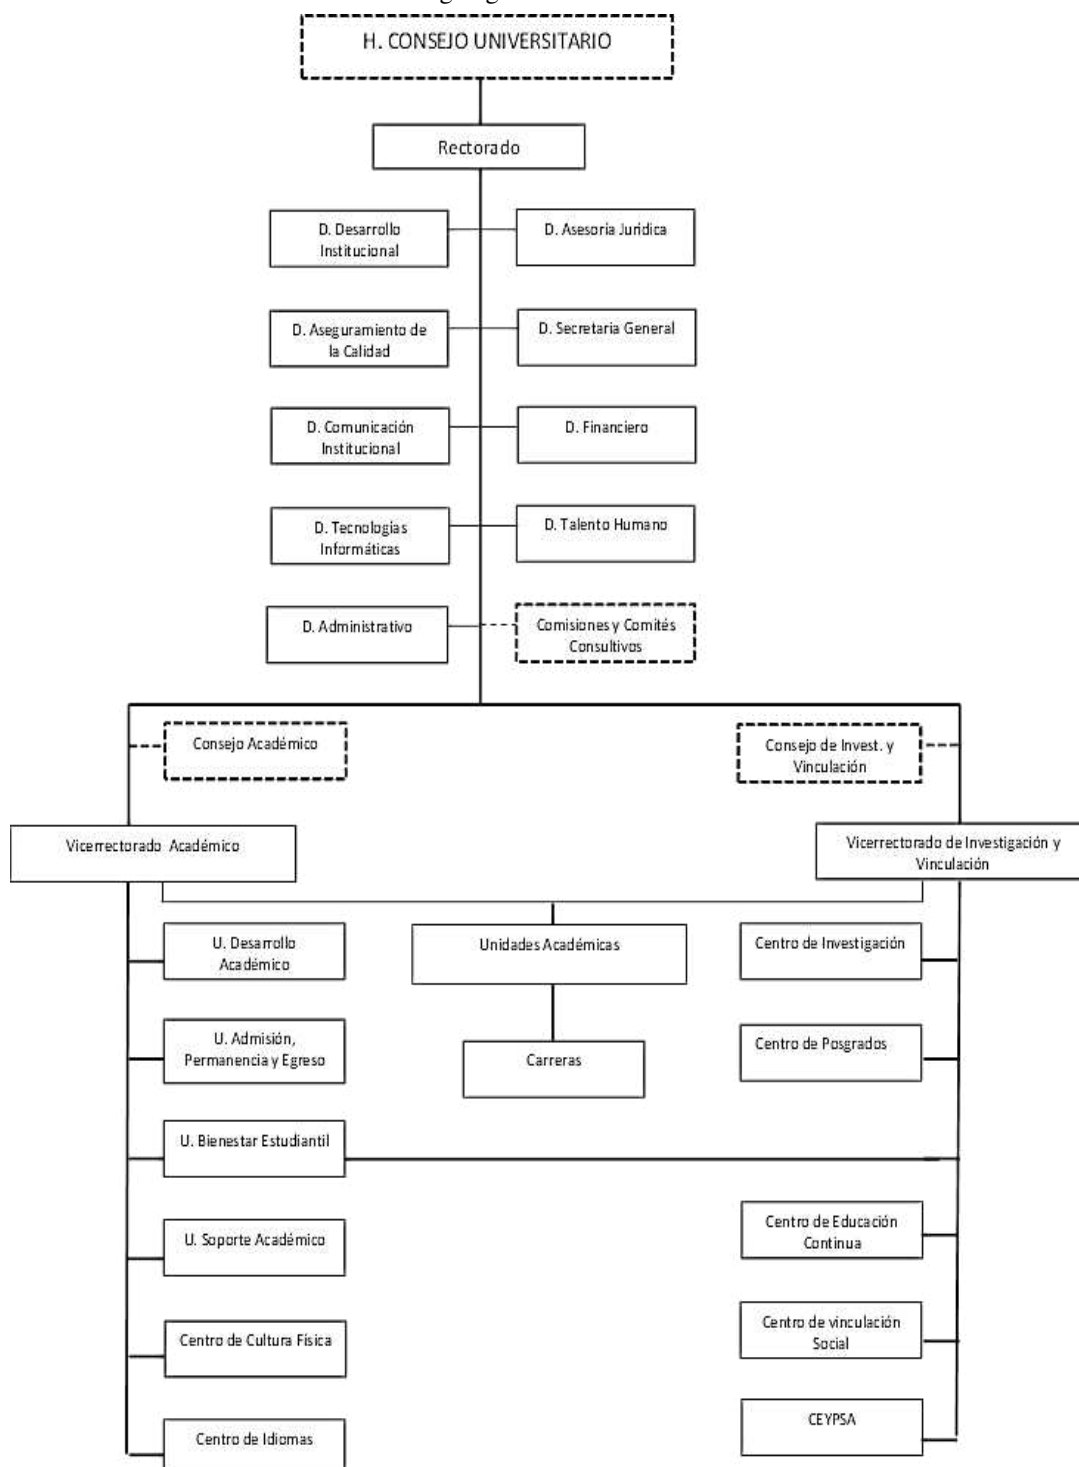 H. CONSEJO UNIVERSITARIO
Rectorado
D. Desarrollo
Institucional
D. Asesoría Jurídica
D. Aseguramiento de
la Calidad
D. Secretaria General
D. Comunicación
Institucional
D. Financiero
D. Tecnologías
Informáticas
D. Talento Humano
D. Administrativo
Comisiones y Comités
Consultivos
Consejo Académico
Consejo de Invest. y
Vinculación
Vicerrectorado Académico
Vicerrectorado de Investigación y
Vinculación
U. Desarrollo
Académico
Unidades Académicas
Centro de Investigación
U. Admisión,
Permanencia y Egreso
Carreras
Centro de Posgrados
U. Bienestar Estudiantil
Centro de Educación
Continua
U. Soporte Académico
Centro de vinculación
Social
Centro de Cultura Física
CEYPSA
Centro de Idiomas